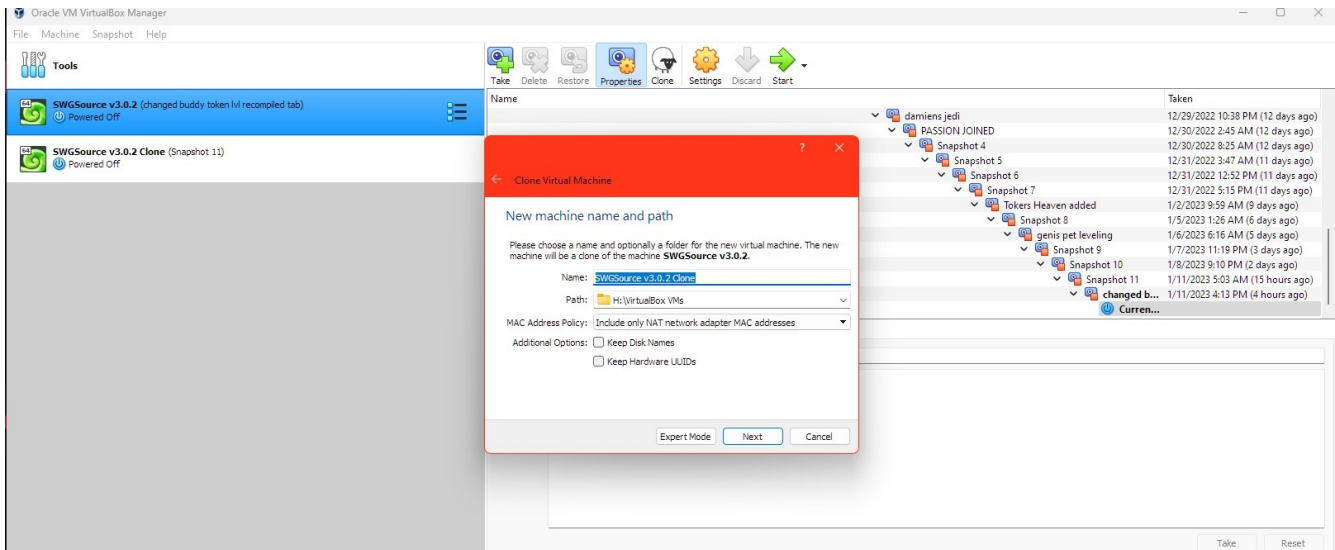 Oracle VM VirtualBox Manager
File Machine Snapshot Help
Tools
Take Delete Restore Properties Clone Settings Discard Start
64 SWGSource v3.0.2 (changed buddy token lvl recompiled tab)
Powered Off
64 SWGSource v3.0.2 Clone (Snapshot 11)
Powered Off
Name Taken
damiens jedi 12/29/2022 10:38 PM (12 days ago)
PASSION JOINED 12/30/2022 2:45 AM (12 days ago)
Snapshot 4 12/30/2022 8:25 AM (12 days ago)
Snapshot 5 12/31/2022 3:47 AM (11 days ago)
Snapshot 6 12/31/2022 12:52 PM (11 days ago)
Snapshot 7 12/31/2022 5:15 PM (11 days ago)
Tokers Heaven added 1/2/2023 9:59 AM (9 days ago)
Snapshot 8 1/5/2023 1:26 AM (6 days ago)
genis pet leveling 1/6/2023 6:16 AM (5 days ago)
Snapshot 9 1/7/2023 11:19 PM (3 days ago)
Snapshot 10 1/8/2023 9:10 PM (2 days ago)
Snapshot 11 1/11/2023 5:03 AM (15 hours ago)
changed b... 1/11/2023 4:13 PM (4 hours ago)
Curren...
Clone Virtual Machine
New machine name and path
Please choose a name and optionally a folder for the new virtual machine. The new
machine will be a clone of the machine SWGSource v3.0.2.
Name: SWGSource v3.0.2 Clone
Path: H:\VirtualBox VMs
MAC Address Policy: Include only NAT network adapter MAC addresses
Additional Options: Keep Disk Names
Keep Hardware UUIDs
Expert Mode Next Cancel
Take Reset